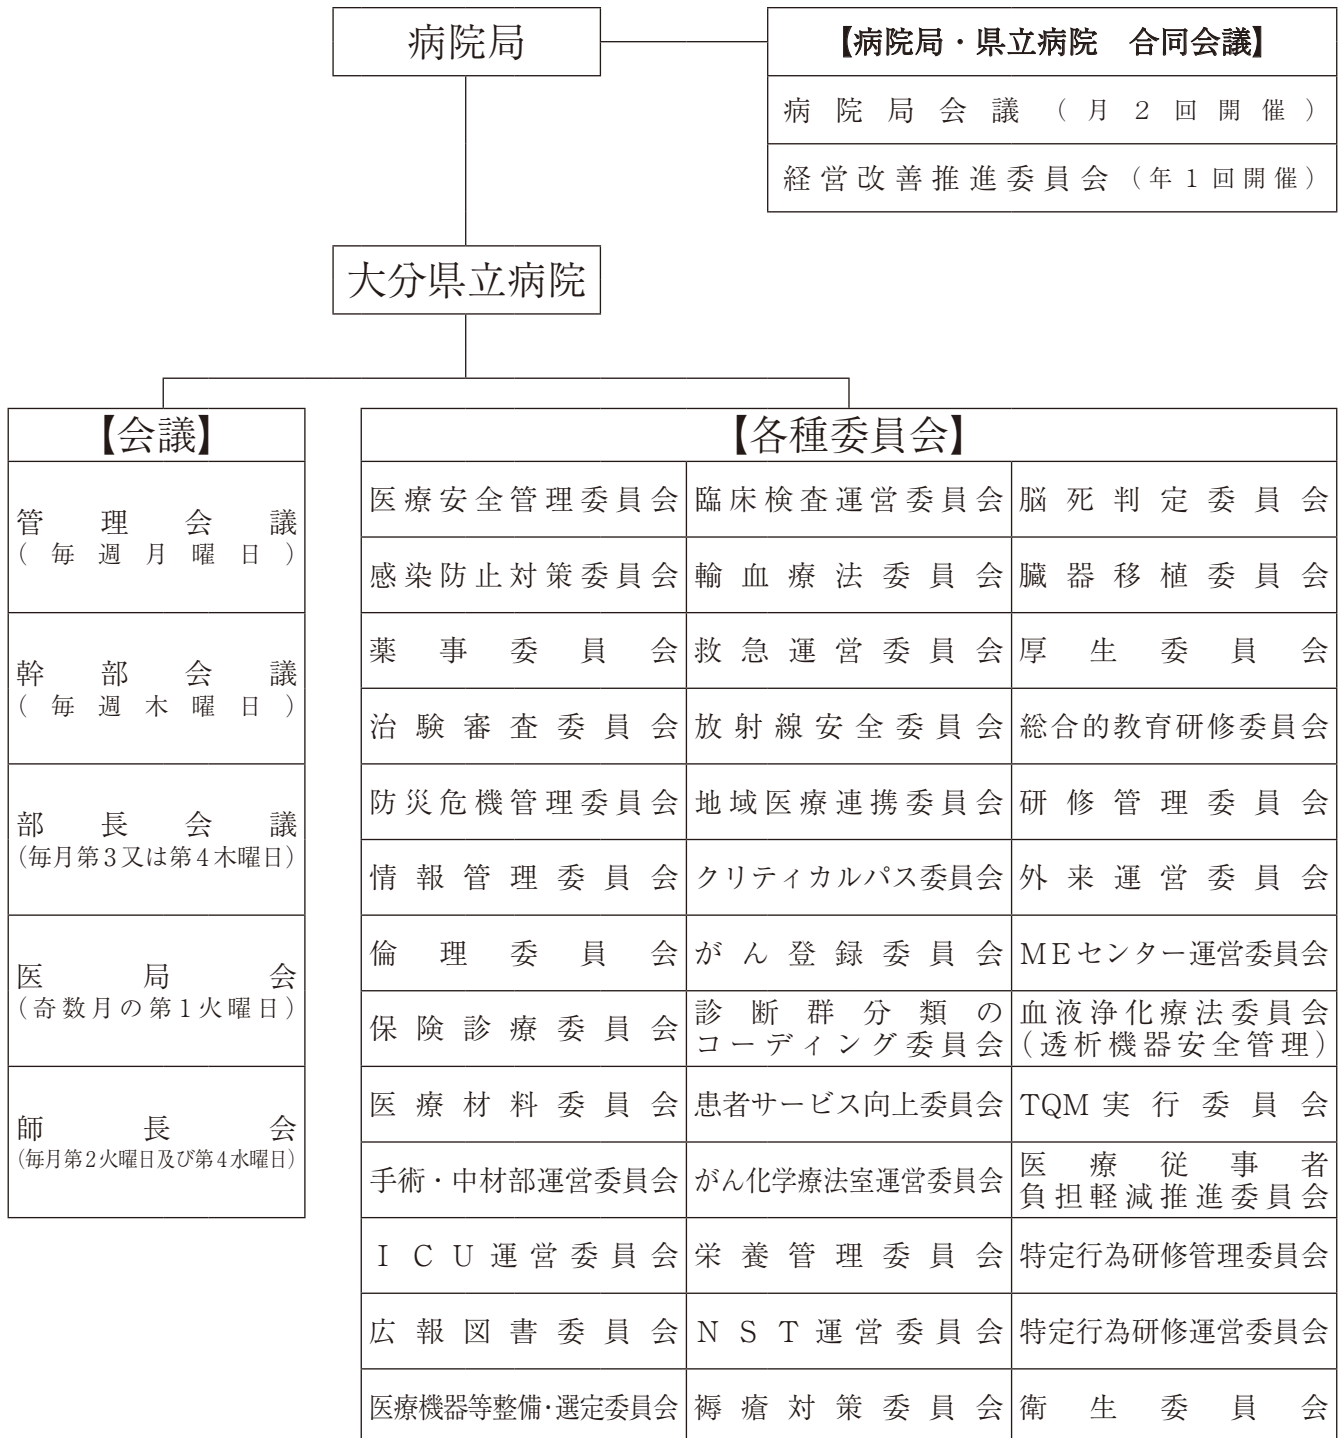 病院局
【病院局・県立病院　合同会議】
病院局会議（月２回開催）
経営改善推進委員会（年１回開催）
大分県立病院
【会議】
管理会議
（毎週月曜日）
幹部会議
（毎週木曜日）
部長会議
（毎月第３又は第４木曜日）
医局会
（奇数月の第１火曜日）
師長会
（毎月第２火曜日及び第４水曜日）
【各種委員会】
医療安全管理委員会
臨床検査運営委員会
脳死判定委員会
感染防止対策委員会
輸血療法委員会
臓器移植委員会
薬事委員会
救急運営委員会
厚生委員会
治験審査委員会
放射線安全委員会
総合的教育研修委員会
防災危機管理委員会
地域医療連携委員会
研修管理委員会
情報管理委員会
クリティカルパス委員会
外来運営委員会
倫理委員会
がん登録委員会
ＭＥセンター運営委員会
保険診療委員会
診断群分類の
コーディング委員会
血液浄化療法委員会
（透析機器安全管理）
医療材料委員会
患者サービス向上委員会
TQM 実行委員会
手術・中材部運営委員会
がん化学療法室運営委員会
医療従事者
負担軽減推進委員会
ＩＣＵ運営委員会
栄養管理委員会
特定行為研修管理委員会
広報図書委員会
ＮＳＴ運営委員会
特定行為研修運営委員会
医療機器等整備・選定委員会
褥瘡対策委員会
衛生委員会